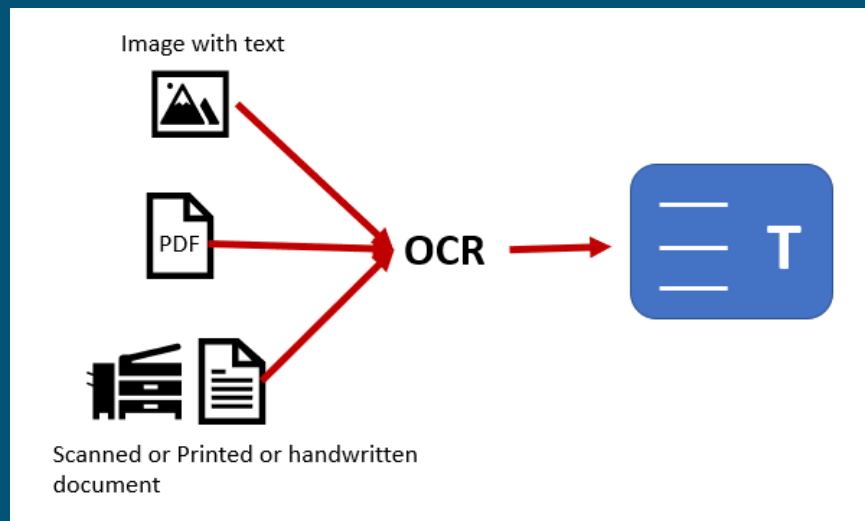 Image with text
PDF
OCR
T
Scanned or Printed or handwritten
document